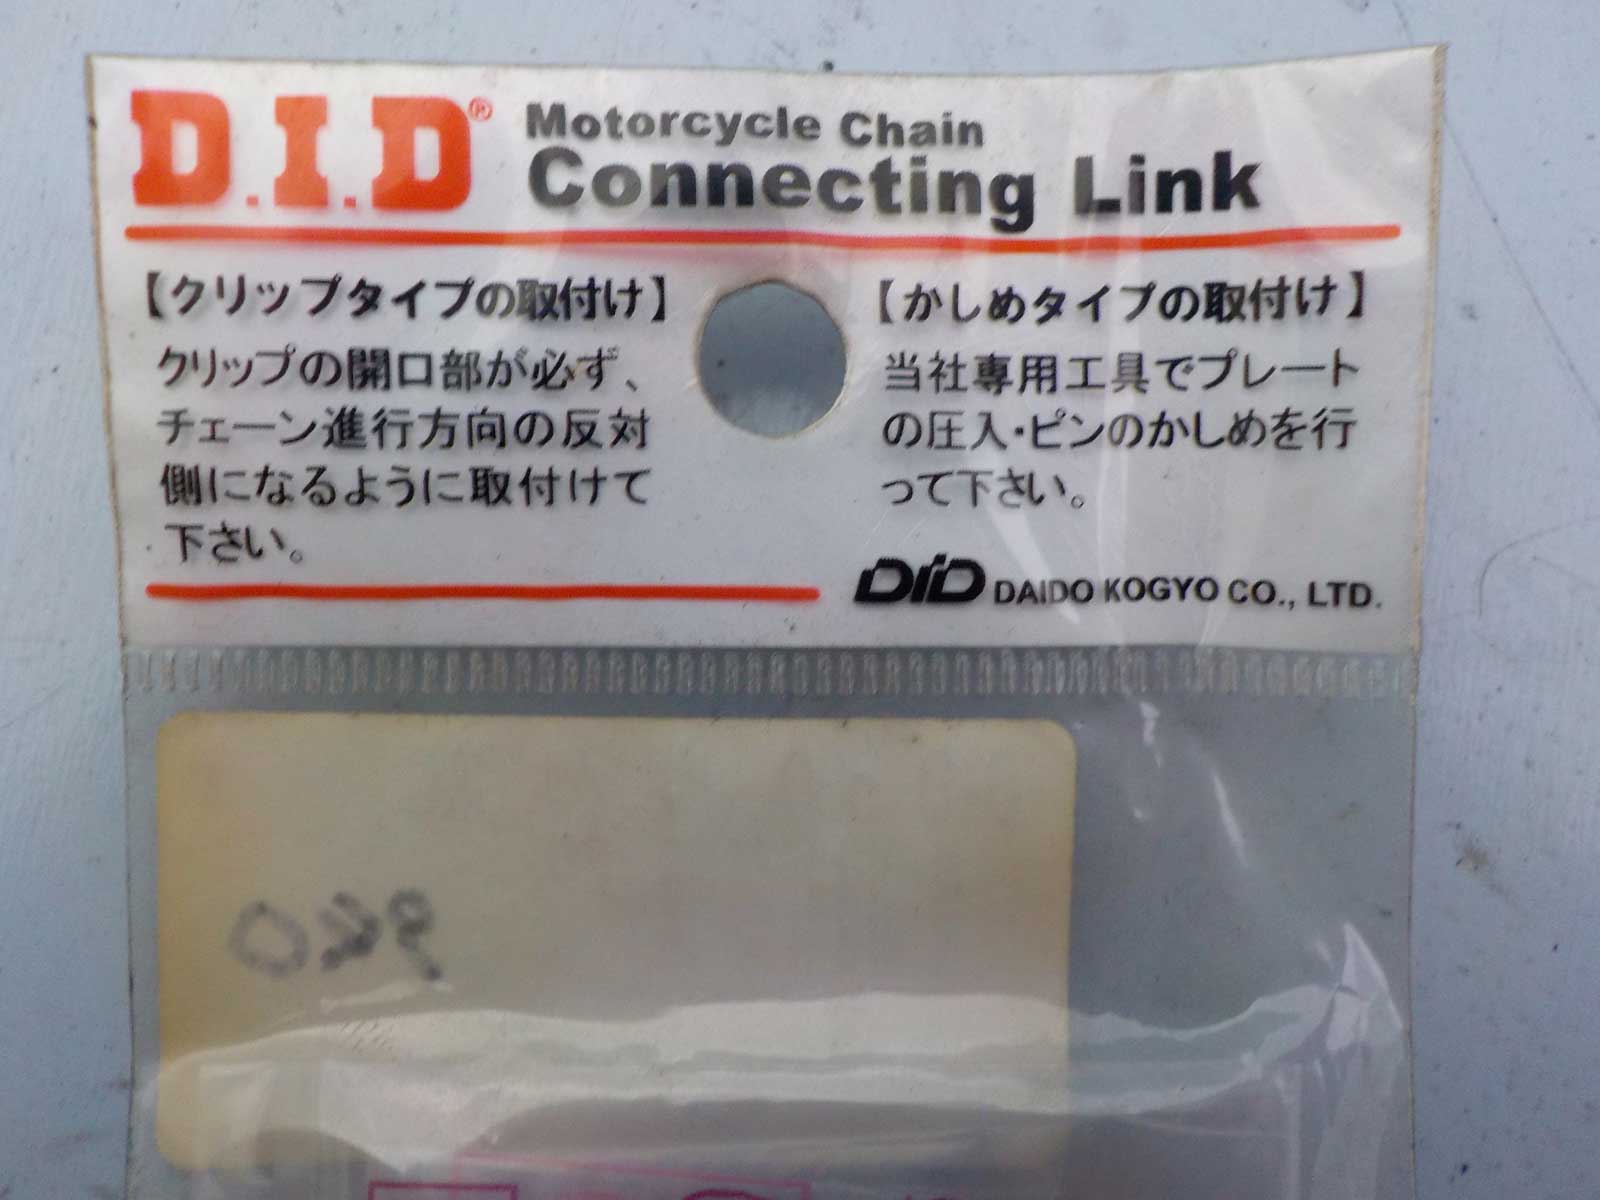 D.I.D®
Motorcycle Chain
Connecting Link
【クリップタイプの取付け】
クリップの開口部が必ず、
チェーン進行方向の反対
側になるように取付けて
下さい。
【かしめタイプの取付け】
当社専用工具でプレート
の圧入・ピンのかしめを行
って下さい。
DID DAIDO KOGYO CO., LTD.